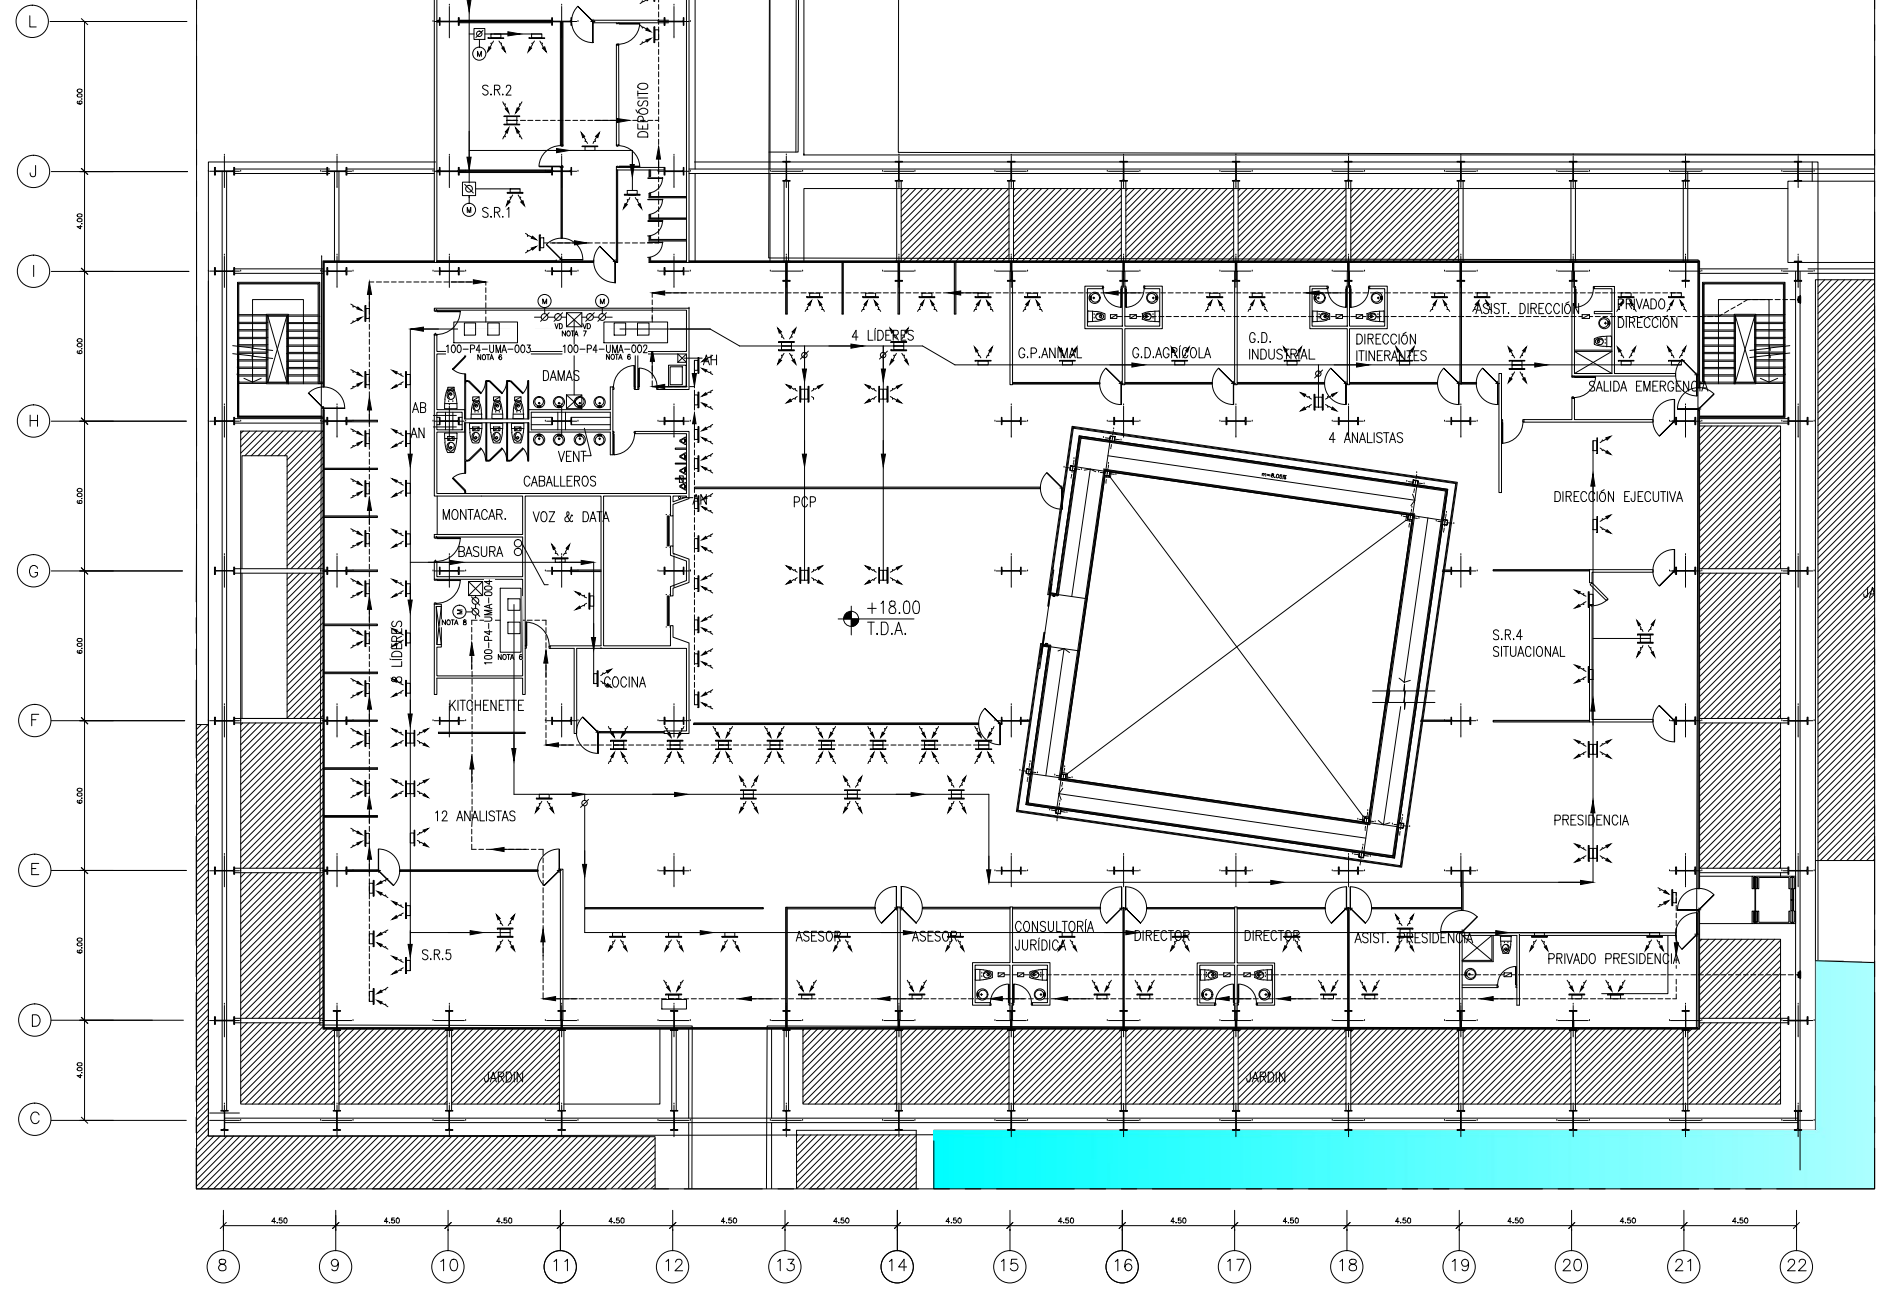 L
6.00
M
S.R.2
DEPÓSITO
J
4.00
M
S.R.1
I
6.00
M
M
VD
VD
NOTA 7
100-P4-UMA-003
NOTA 6
100-P4-UMA-002
NOTA 6
4 LÍDERES
G.P.ANIMAL
G.D.AGRÍCOLA
G.D.
INDUSTRIAL
DIRECCIÓN
ITINERANTES
ASIST. DIRECCIÓN
PRIVADO
DIRECCIÓN
SALIDA EMERGENCIA
AH
DAMAS
AB
AN
H
VENT
CABALLEROS
4 ANALISTAS
m=8.05%
6.00
AN
PCP
MONTACAR.
VOZ & DATA
DIRECCIÓN EJECUTIVA
BASURA
G
M
NOTA 8
100-P4-UMA-004
NOTA 6
+18.00
T.D.A.
JA
6.00
8 LÍDERES
S.R.4
SITUACIONAL
COCINA
KITCHENETTE
F
6.00
12 ANALISTAS
PRESIDENCIA
E
6.00
S.R.5
ASESOR
ASESOR
CONSULTORÍA
JURÍDICA
DIRECTOR
DIRECTOR
ASIST. PRESIDENCIA
PRIVADO PRESIDENCIA
D
4.00
JARDIN
JARDIN
C
4.50 4.50 4.50 4.50 4.50 4.50 4.50 4.50 4.50 4.50 4.50 4.50 4.50 4.50
8 9 10 11 12 13 14 15 16 17 18 19 20 21 22